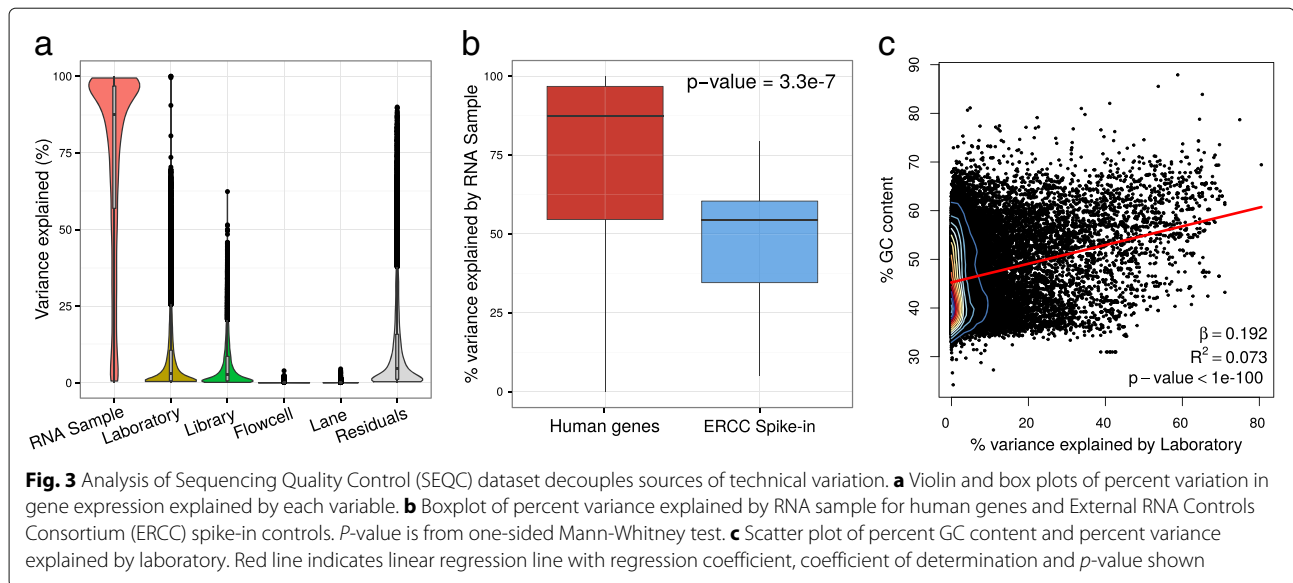 a
Variance explained (%)
100
75
50
25
0
RNA Sample
Laboratory
Library
Flowcell
Lane
Residuals
b
% variance explained by RNA Sample
100
75
50
25
0
p-value = 3.3e-7
Human genes
ERCC Spike-in
c
% GC content
90
80
70
60
50
40
30
β = 0.192
R² = 0.073
p-value < 1e-100
0
20
40
60
80
% variance explained by Laboratory
Fig. 3 Analysis of Sequencing Quality Control (SEQC) dataset decouples sources of technical variation. a Violin and box plots of percent variation in
gene expression explained by each variable. b Boxplot of percent variance explained by RNA sample for human genes and External RNA Controls
Consortium (ERCC) spike-in controls. P-value is from one-sided Mann-Whitney test. c Scatter plot of percent GC content and percent variance
explained by laboratory. Red line indicates linear regression line with regression coefficient, coefficient of determination and p-value shown